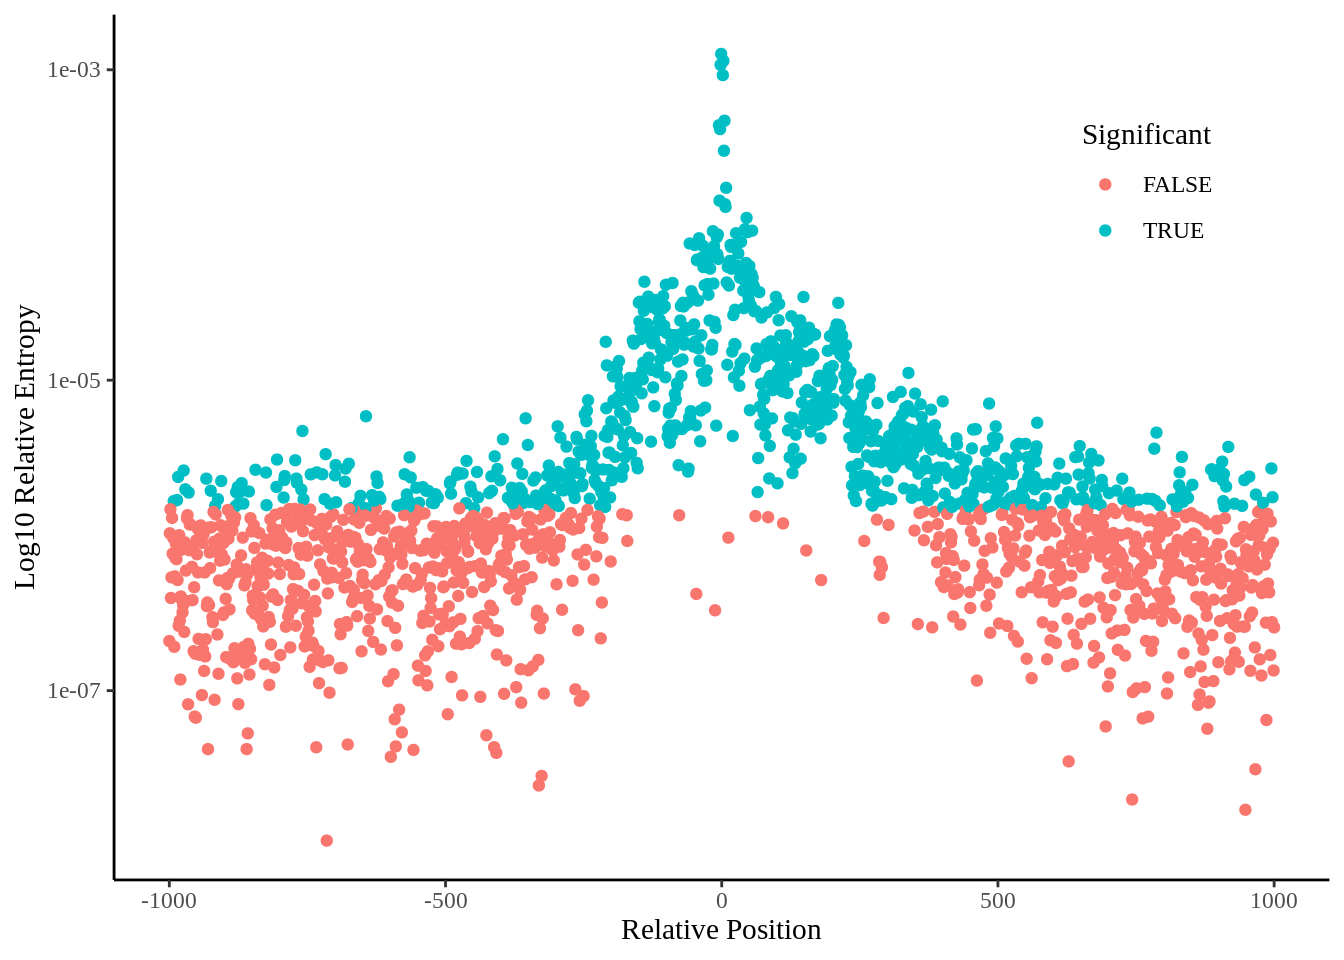 1e-03
1e-05
1e-07
Log10 Relative Entropy
-1000
-500
0
500
1000
Relative Position
Significant
FALSE
TRUE